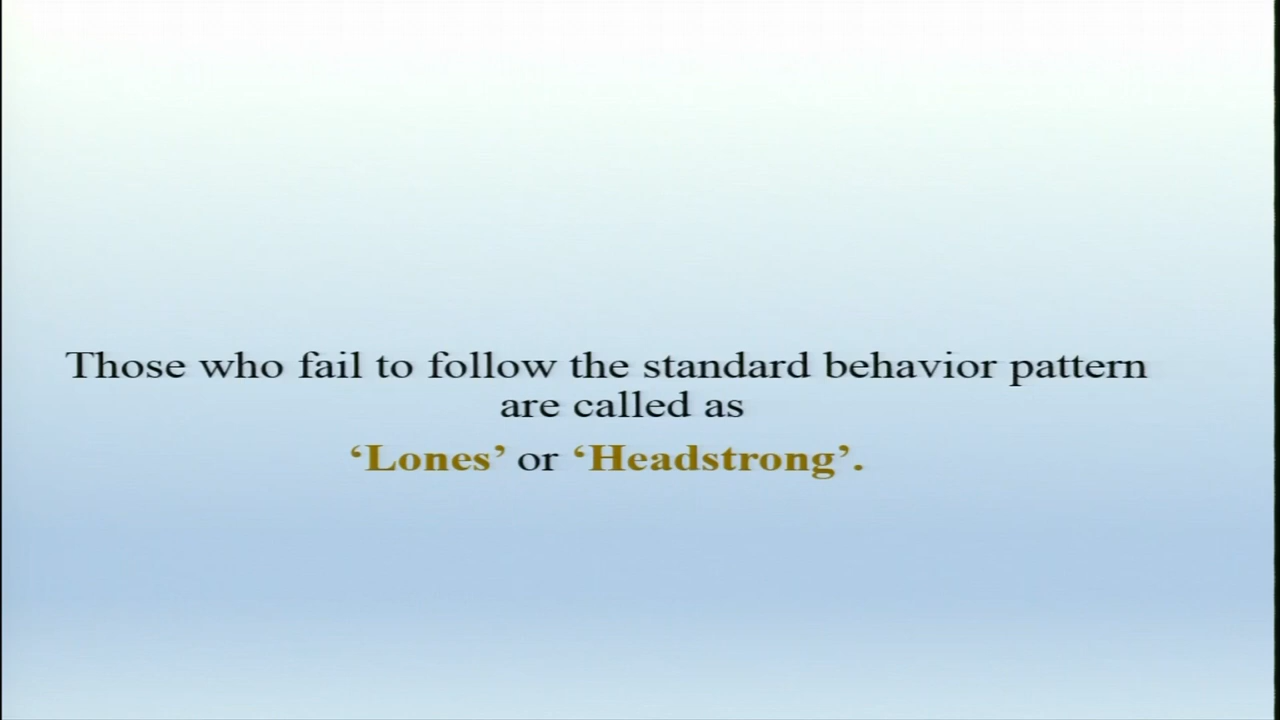 Those who fail to follow the standard behavior pattern
are called as
‘Lones’ or ‘Headstrong’.